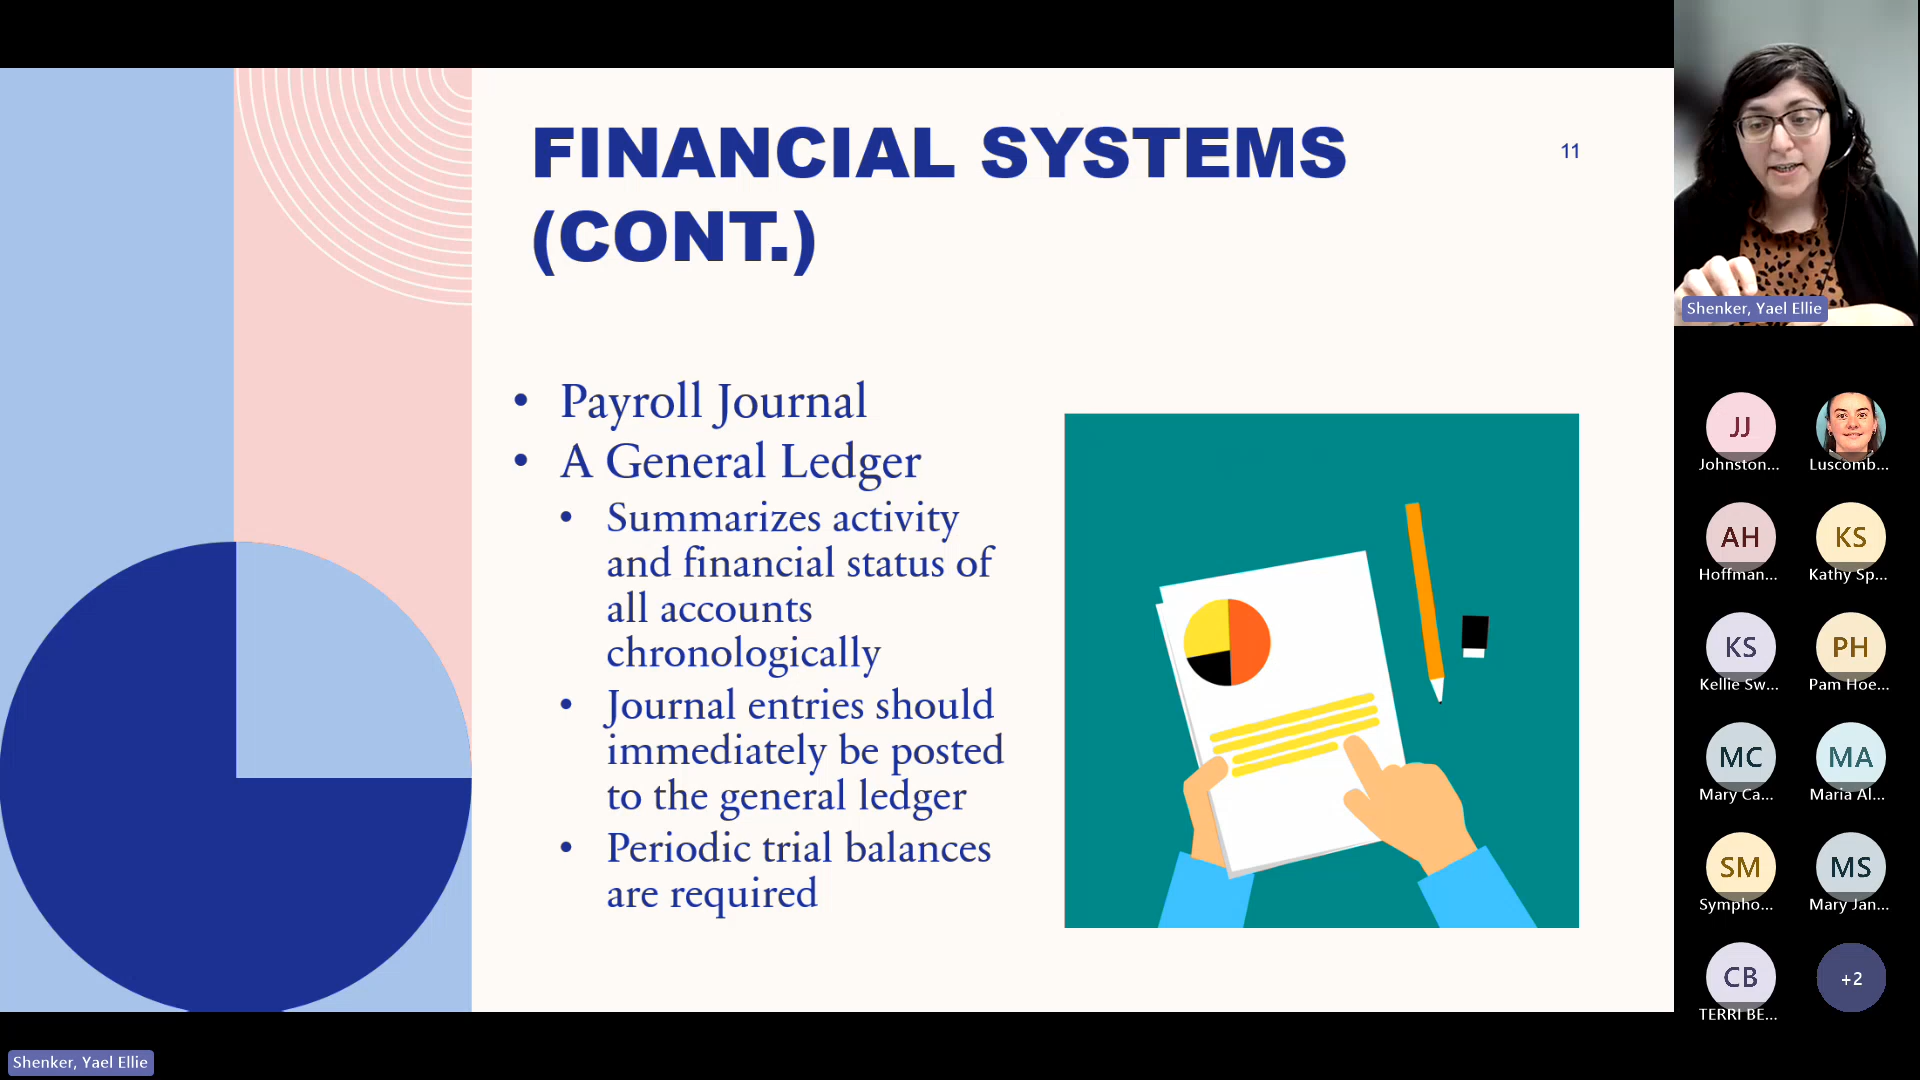 FINANCIAL SYSTEMS
(CONT.)
11
• Payroll Journal
• A General Ledger
• Summarizes activity
and financial status of
all accounts
chronologically
• Journal entries should
immediately be posted
to the general ledger
• Periodic trial balances
are required
Shenker, Yael Ellie
JJ
Johnston...
Luscomb...
AH
Hoffman...
KS
Kathy Sp...
KS
Kellie Sw...
PH
Pam Hoe...
MC
Mary Ca...
MA
Maria Al...
SM
Sympho...
MS
Mary Jan...
CB
TERRI BE...
+2
Shenker, Yael Ellie